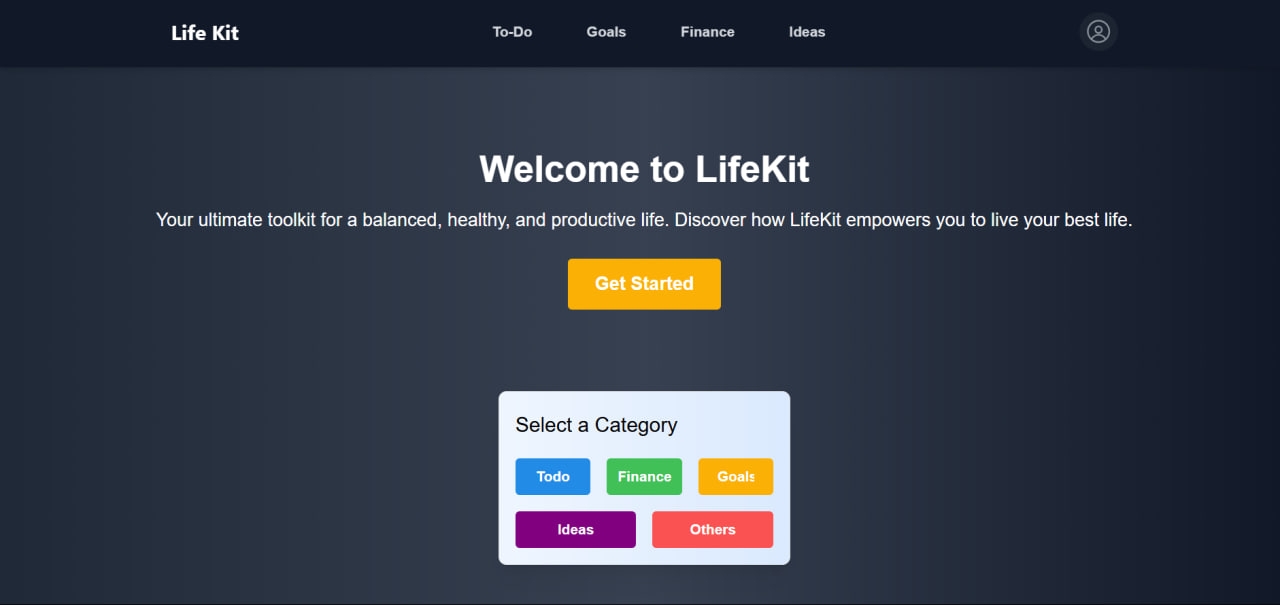 Life Kit To-Do Goals Finance Ideas
Welcome to LifeKit
Your ultimate toolkit for a balanced, healthy, and productive life. Discover how LifeKit empowers you to live your best life.
Get Started
Select a Category
Todo Finance Goals
Ideas Others